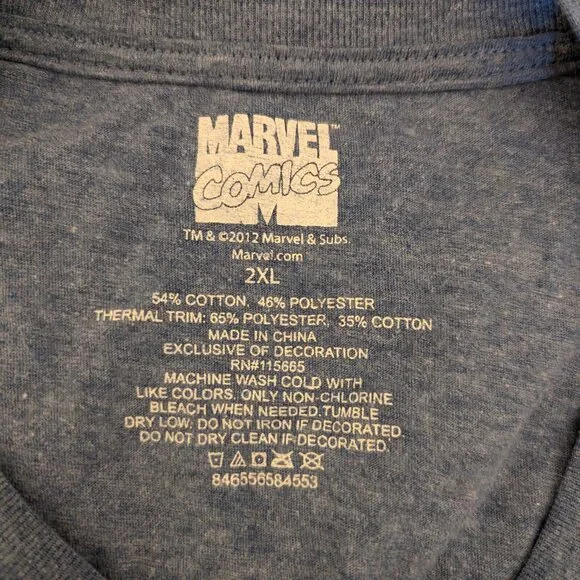 MARVEL™
COMICS
M
TM & ©2012 Marvel & Subs.
Marvel.com
2XL
54% COTTON, 46% POLYESTER
THERMAL TRIM: 65% POLYESTER, 35% COTTON
MADE IN CHINA
EXCLUSIVE OF DECORATION
RN#115665
MACHINE WASH COLD WITH
LIKE COLORS. ONLY NON-CHLORINE
BLEACH WHEN NEEDED.TUMBLE
DRY LOW. DO NOT IRON IF DECORATED.
DO NOT DRY CLEAN IF DECORATED.
846556584553